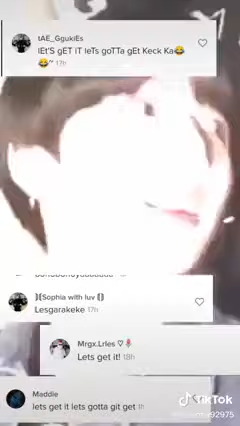 tAE_GgukiEs
lEt'S gET iT leTs goTTa gEt Keck Ka😂
😂~ 17h
}{Sophia with luv {}
Lesgarakeke 17h
Mrgx.Lrles ♡🌹
Lets get it! 18h
Maddie
lets get it lets gotta git get
TikTok